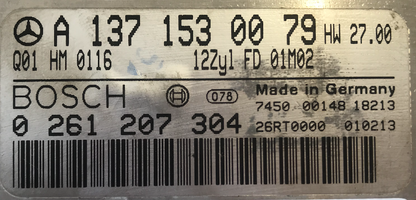 A 137 153 00 79 HW 27.00
Q01 HM 0116 12Zyl FD 01M02
BOSCH 078 Made in Germany
7450 00148 18213
0 261 207 304 26RT0000 010213